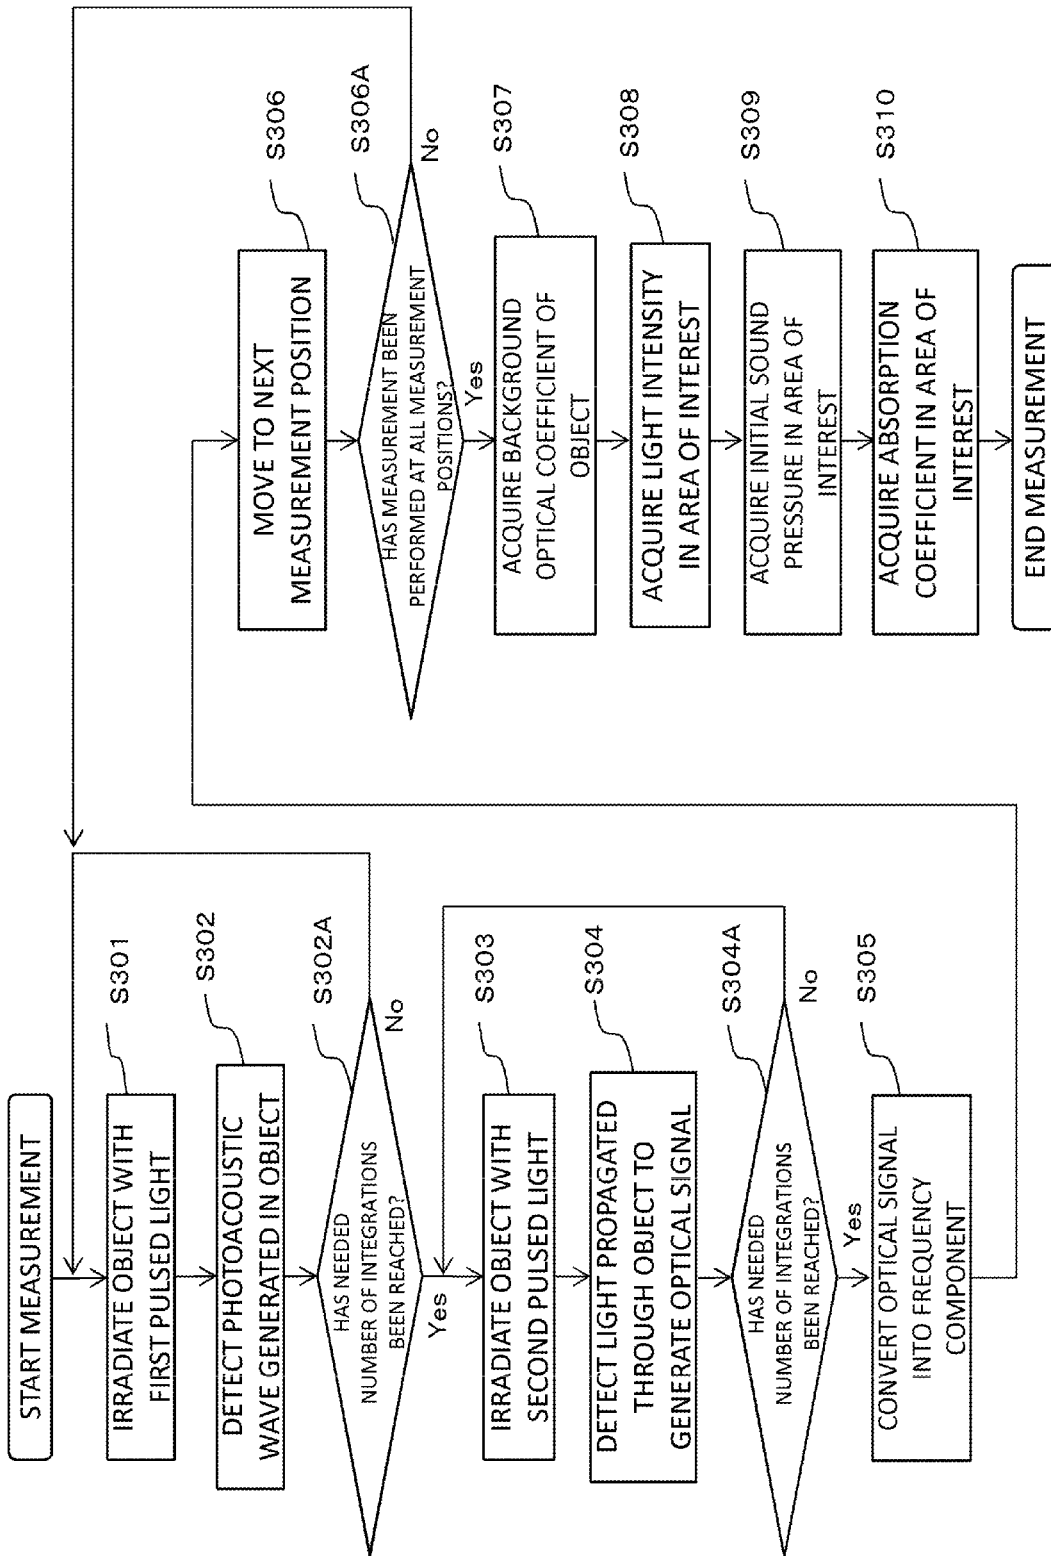 START MEASUREMENT
S301
IRRADIATE OBJECT WITH
FIRST PULSED LIGHT
S302
DETECT PHOTOACOUSTIC
WAVE GENERATED IN OBJECT
S302A
HAS NEEDED
NUMBER OF INTEGRATIONS
BEEN REACHED?
No
Yes
S303
IRRADIATE OBJECT WITH
SECOND PULSED LIGHT
S304
DETECT LIGHT PROPAGATED
THROUGH OBJECT TO
GENERATE OPTICAL SIGNAL
S304A
HAS NEEDED
NUMBER OF INTEGRATIONS
BEEN REACHED?
No
Yes
S305
CONVERT OPTICAL SIGNAL
INTO FREQUENCY
COMPONENT
S306
MOVE TO NEXT
MEASUREMENT POSITION
S306A
HAS MEASUREMENT BEEN
PERFORMED AT ALL MEASUREMENT
POSITIONS?
No
Yes
S307
ACQUIRE BACKGROUND
OPTICAL COEFFICIENT OF
OBJECT
S308
ACQUIRE LIGHT INTENSITY
IN AREA OF INTEREST
S309
ACQUIRE INITIAL SOUND
PRESSURE IN AREA OF
INTEREST
S310
ACQUIRE ABSORPTION
COEFFICIENT IN AREA OF
INTEREST
END MEASUREMENT